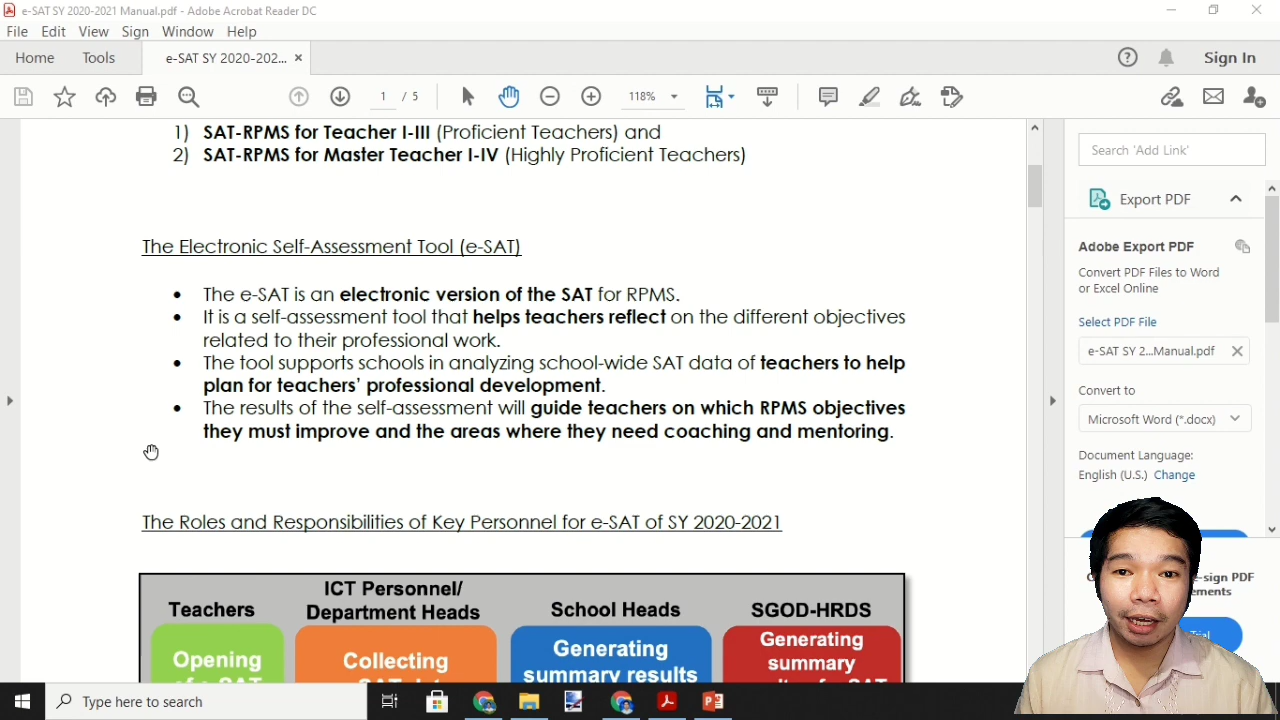 e-SAT SY 2020-2021 Manual.pdf - Adobe Acrobat Reader DC
File Edit View Sign Window Help
Home Tools e-SAT SY 2020-202... × Sign In
1 / 5 118%
1) SAT-RPMS for Teacher I-III (Proficient Teachers) and
2) SAT-RPMS for Master Teacher I-IV (Highly Proficient Teachers)
The Electronic Self-Assessment Tool (e-SAT)
• The e-SAT is an electronic version of the SAT for RPMS.
• It is a self-assessment tool that helps teachers reflect on the different objectives
related to their professional work.
• The tool supports schools in analyzing school-wide SAT data of teachers to help
plan for teachers' professional development.
• The results of the self-assessment will guide teachers on which RPMS objectives
they must improve and the areas where they need coaching and mentoring.
The Roles and Responsibilities of Key Personnel for e-SAT of SY 2020-2021
Teachers
ICT Personnel/
Department Heads
School Heads
SGOD-HRDS
Opening
Collecting
Generating
summary results
Generating
summary
Search 'Add Link'
Export PDF
Adobe Export PDF
Convert PDF Files to Word
or Excel Online
Select PDF File
e-SAT SY 2...Manual.pdf
Convert to
Microsoft Word (*.docx)
Document Language:
English (U.S.) Change
e-sign PDF
Type here to search